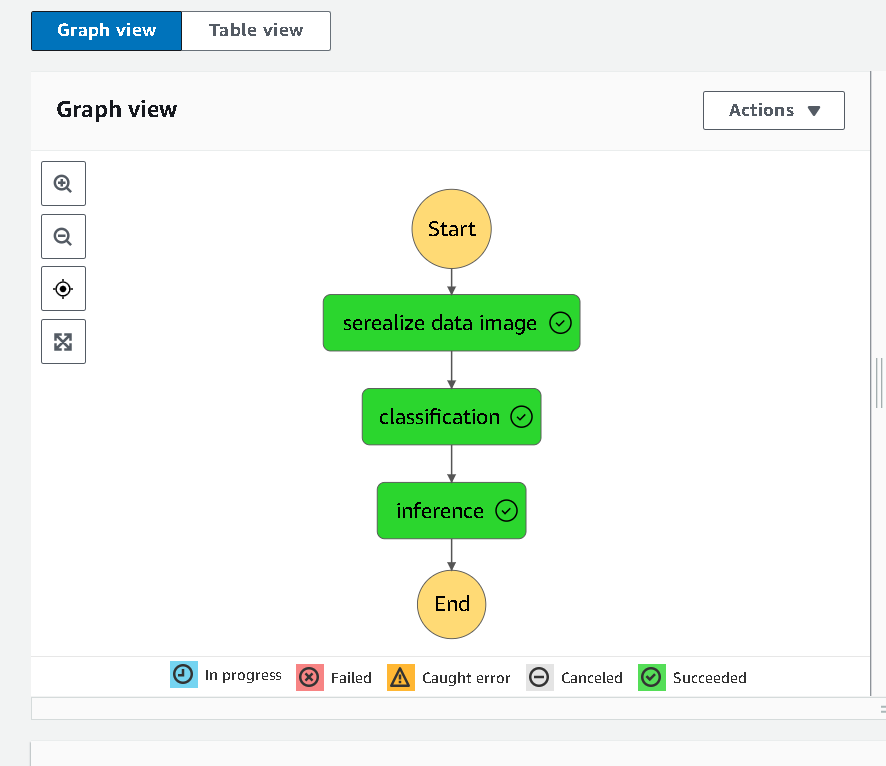 Graph view
Table view
Graph view
Actions
Start
serealize data image
classification
inference
End
In progress
Failed
Caught error
Canceled
Succeeded